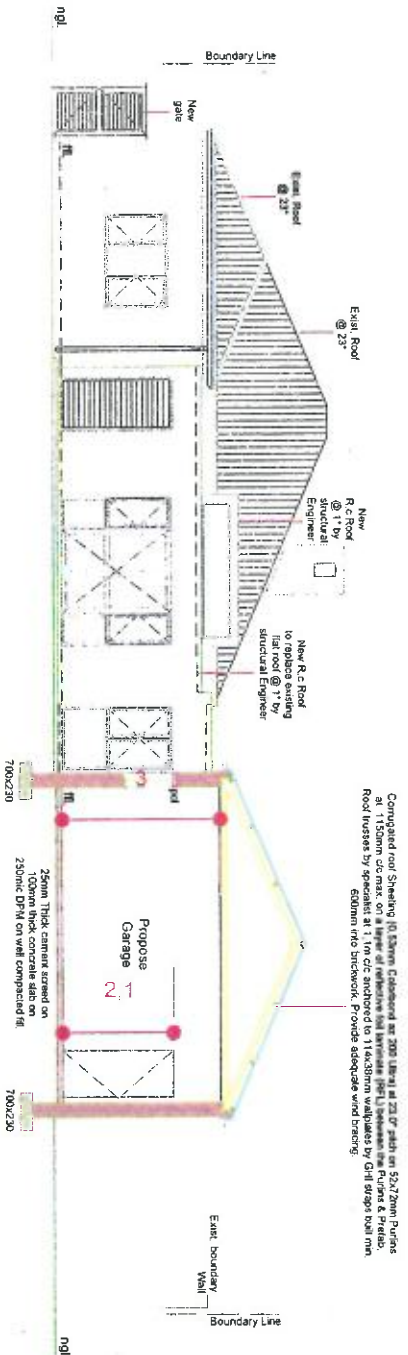 Corrugated roof Sheeting (0.53mm Colorbond az 200 Ultra) at 23.0° pitch on 52x72mm Purlins
at 1150mm c/c max. on a layer of reflective foil laminate (RFL) between the Purlins & Prefab.
Roof trusses by specialist at 1,1m c/c anchored to 114x38mm wallplates by GHI straps built min.
600mm into brickwork. Provide adequate wind bracing.
Boundary Line
Exist. Roof
@ 23°
Exist. Roof
@ 23°
New
R.c Roof
@ 1° by
structural
Engineer
New R.c Roof
to replace existing
flat roof @ 1° by
structural Engineer
New
gate
ngl.
ffl.
3
pd
ffl.
Propose
Garage
2,1
700x230
25mm Thick cement screed on
100mm thick concrete slab on
250mic DPM on well compacted fill.
700x230
Exist. boundary
Wall
Boundary Line
ngl